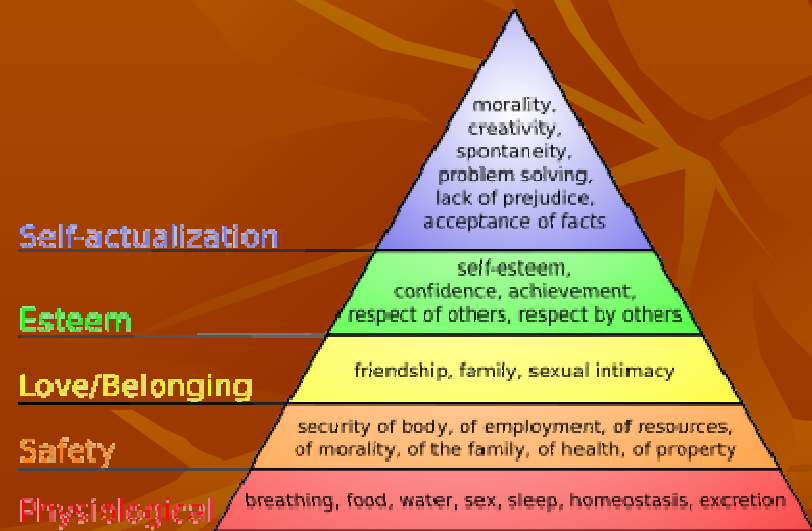 morality,
creativity,
spontaneity,
problem solving,
lack of prejudice,
acceptance of facts
Self-actualization
self-esteem,
confidence, achievement,
respect of others, respect by others
Esteem
friendship, family, sexual intimacy
Love/Belonging
security of body, of employment, of resources,
of morality, of the family, of health, of property
Safety
breathing, food, water, sex, sleep, homeostasis, excretion
Physiological